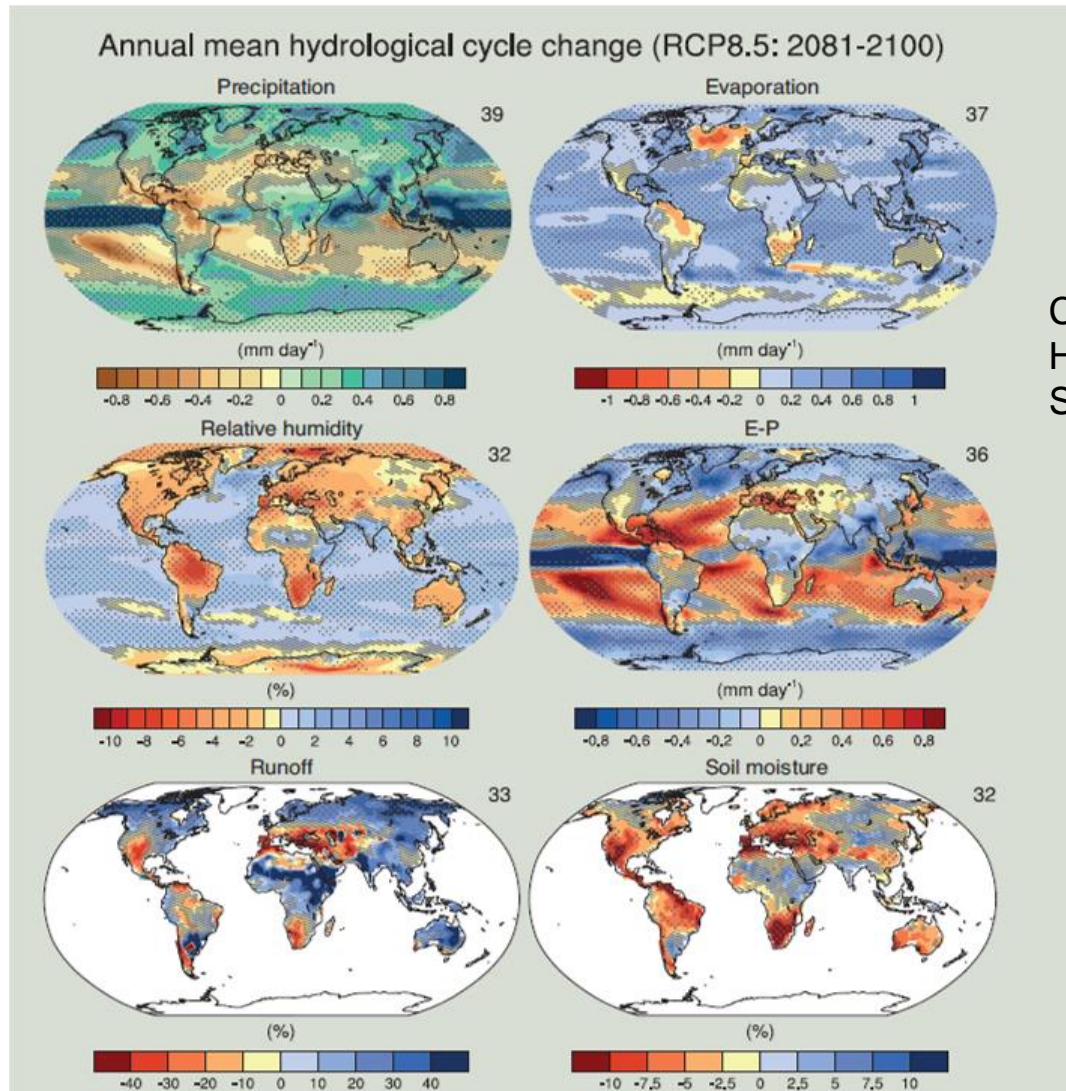 Annual mean hydrological cycle change (RCP8.5: 2081-2100)
Precipitation
39
Evaporation
37
(mm day⁻¹)
-0.8 -0.6 -0.4 -0.2 0 0.2 0.4 0.6 0.8
(mm day⁻¹)
-1 -0.8 -0.6 -0.4 -0.2 0 0.2 0.4 0.6 0.8 1
C
H
S
Relative humidity
32
E-P
36
(%)
-10 -8 -6 -4 -2 0 2 4 6 8 10
(mm day⁻¹)
-0.8 -0.6 -0.4 -0.2 0 0.2 0.4 0.6 0.8
Runoff
33
Soil moisture
32
(%)
-40 -30 -20 -10 0 10 20 30 40
(%)
-10 -7.5 -5 -2.5 0 2.5 5 7.5 10